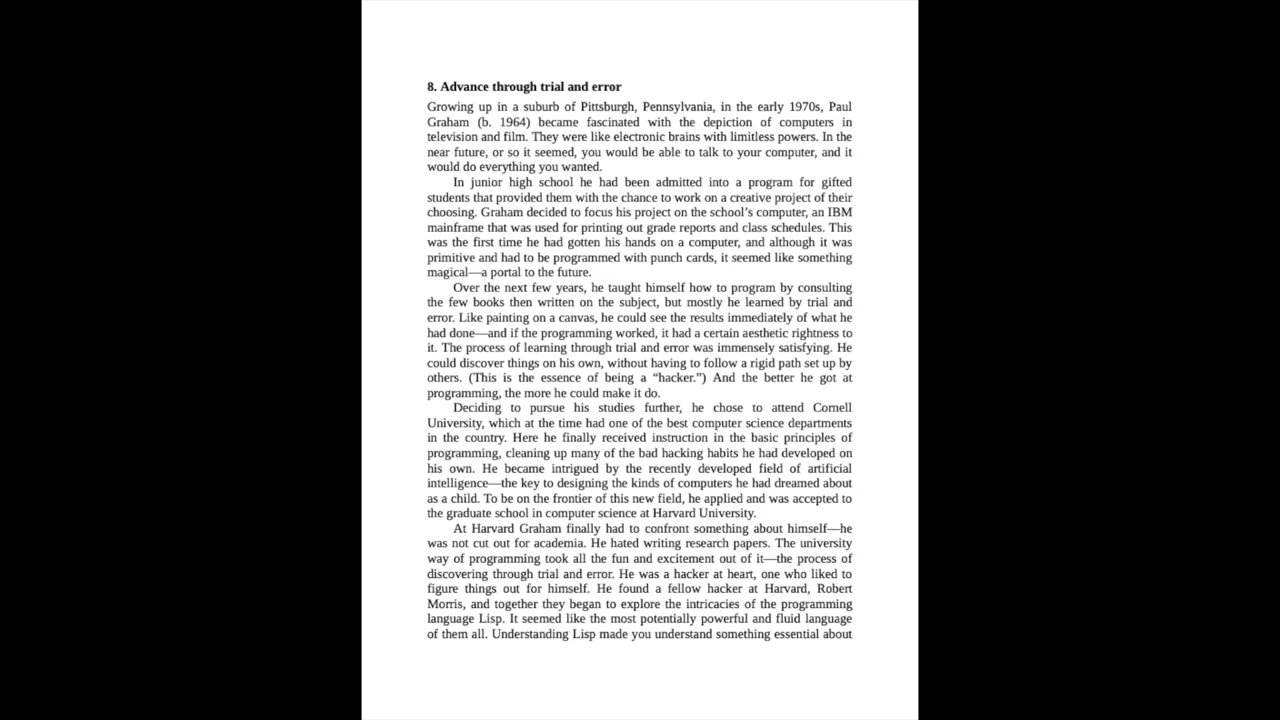 8. Advance through trial and error
Growing up in a suburb of Pittsburgh, Pennsylvania, in the early 1970s, Paul
Graham (b. 1964) became fascinated with the depiction of computers in
television and film. They were like electronic brains with limitless powers. In the
near future, or so it seemed, you would be able to talk to your computer, and it
would do everything you wanted.
In junior high school he had been admitted into a program for gifted
students that provided them with the chance to work on a creative project of their
choosing. Graham decided to focus his project on the school’s computer, an IBM
mainframe that was used for printing out grade reports and class schedules. This
was the first time he had gotten his hands on a computer, and although it was
primitive and had to be programmed with punch cards, it seemed like something
magical—a portal to the future.
Over the next few years, he taught himself how to program by consulting
the few books then written on the subject, but mostly he learned by trial and
error. Like painting on a canvas, he could see the results immediately of what he
had done—and if the programming worked, it had a certain aesthetic rightness to
it. The process of learning through trial and error was immensely satisfying. He
could discover things on his own, without having to follow a rigid path set up by
others. (This is the essence of being a “hacker.”) And the better he got at
programming, the more he could make it do.
Deciding to pursue his studies further, he chose to attend Cornell
University, which at the time had one of the best computer science departments
in the country. Here he finally received instruction in the basic principles of
programming, cleaning up many of the bad hacking habits he had developed on
his own. He became intrigued by the recently developed field of artificial
intelligence—the key to designing the kinds of computers he had dreamed about
as a child. To be on the frontier of this new field, he applied and was accepted to
the graduate school in computer science at Harvard University.
At Harvard Graham finally had to confront something about himself—he
was not cut out for academia. He hated writing research papers. The university
way of programming took all the fun and excitement out of it—the process of
discovering through trial and error. He was a hacker at heart, one who liked to
figure things out for himself. He found a fellow hacker at Harvard, Robert
Morris, and together they began to explore the intricacies of the programming
language Lisp. It seemed like the most potentially powerful and fluid language
of them all. Understanding Lisp made you understand something essential about